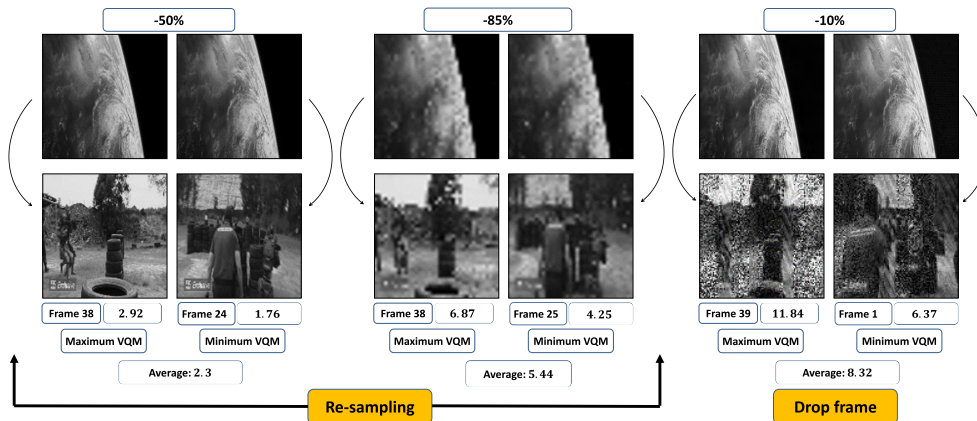 -50%
-85%
-10%
Frame 38 2.92
Frame 24 1.76
Frame 38 6.87
Frame 25 4.25
Frame 39 11.84
Frame 1 6.37
Maximum VQM
Minimum VQM
Maximum VQM
Minimum VQM
Maximum VQM
Minimum VQM
Average: 2.3
Average: 5.44
Average: 8.32
Re-sampling
Drop frame